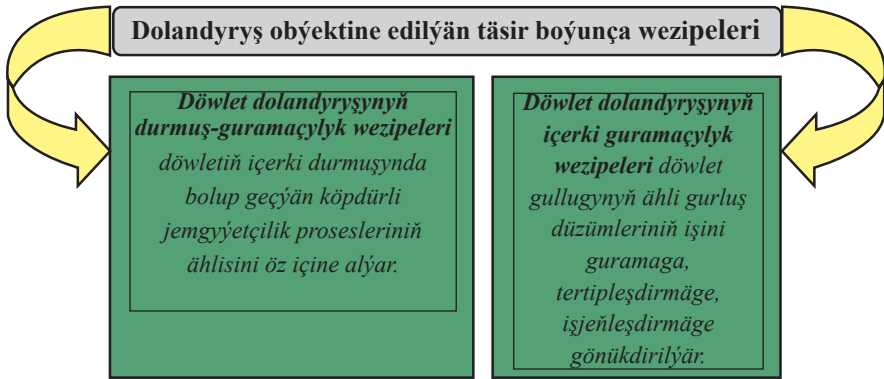 Dolandyryş obýektine edilýän täsir boýunça wezipeleri
Döwlet dolandyryşynyň
durmuş-guramaçylyk wezipeleri
döwletiň içerki durmuşynda
bolup geçýän köpdürli
jemgyýetçilik prosesleriniň
ählisini öz içine alýar.
Döwlet dolandyryşynyň
içerki guramaçylyk
wezipeleri döwlet
gullugynyň ähli gurluş
düzümleriniň işini
guramaga,
tertipleşdirmäge,
işjeňleşdirmäge
gönükdirilýär.